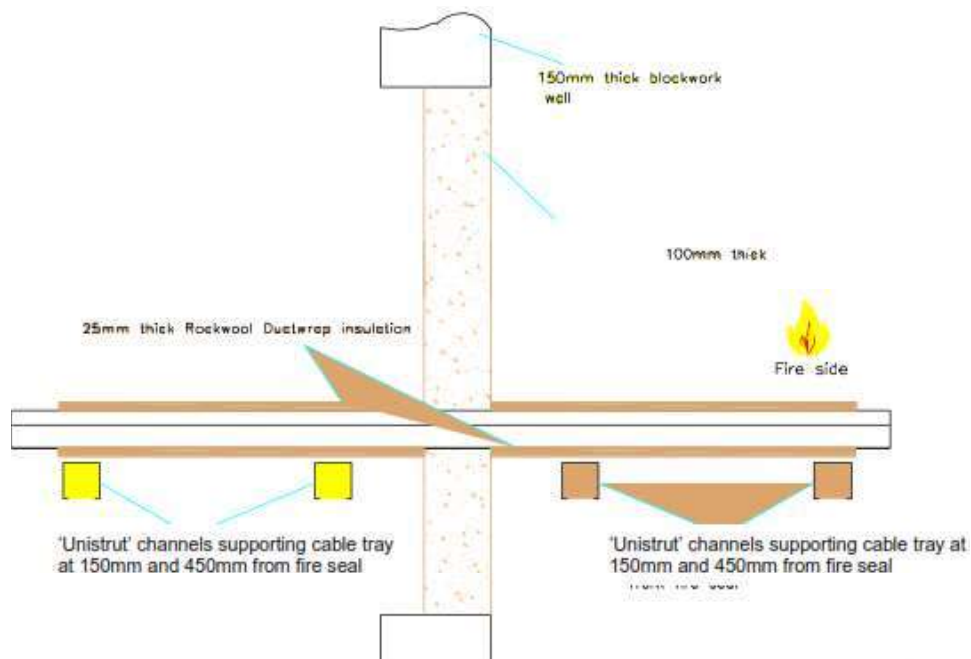 150mm thick blockwork
wall
100mm thick
25mm thick Rockwool Ductwrap insulation
Fire side
'Unistrut' channels supporting cable tray
at 150mm and 450mm from fire seal
'Unistrut' channels supporting cable tray at
150mm and 450mm from fire seal